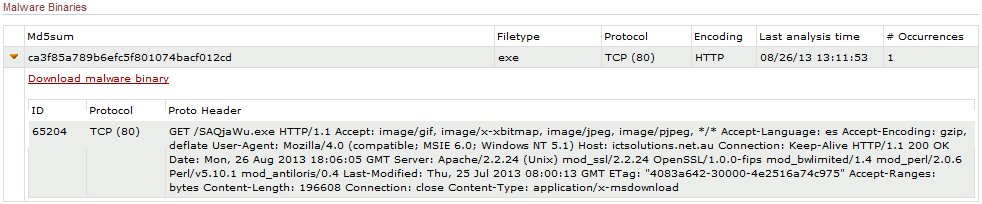 Malware Binaries
Md5sum Filetype Protocol Encoding Last analysis time # Occurrences
ca3f85a789b6efc5f801074bacf012cd exe TCP (80) HTTP 08/26/13 13:11:53 1
Download malware binary
ID Protocol Proto Header
65204 TCP (80) GET /SAQjaWu.exe HTTP/1.1 Accept: image/gif, image/x-xbitmap, image/jpeg, image/pjpeg, */* Accept-Language: es Accept-Encoding: gzip,
deflate User-Agent: Mozilla/4.0 (compatible; MSIE 6.0; Windows NT 5.1) Host: ictsolutions.net.au Connection: Keep-Alive HTTP/1.1 200 OK
Date: Mon, 26 Aug 2013 18:06:05 GMT Server: Apache/2.2.24 (Unix) mod_ssl/2.2.24 OpenSSL/1.0.0-fips mod_bwlimited/1.4 mod_perl/2.0.6
Perl/v5.10.1 mod_antiloris/0.4 Last-Modified: Thu, 25 Jul 2013 08:00:13 GMT ETag: "4083a642-30000-4e2516a74c975" Accept-Ranges:
bytes Content-Length: 196608 Connection: close Content-Type: application/x-msdownload